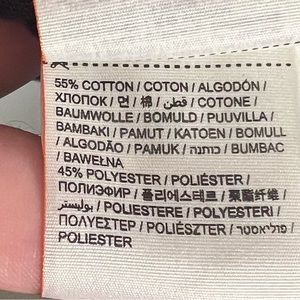 55% COTTON / COTON / ALGODÓN /
ХЛОПОК / 면 / 棉 / قطن / COTONE /
BAUMWOLLE / BOMULD / PUUVILLA /
BAMBAKI / PAMUT / KATOEN / BOMULL
/ ALGODÃO / PAMUK / כותנה / BUMBAC
/ BAWEŁNA
45% POLYESTER / POLIÉSTER /
ПОЛИЭФИР / 폴리에스테르 / 聚酯纤维
/ بوليستر / POLIESTERE / POLYESTERI /
ΠΟΛΥΕΣΤΕΡ / POLIÉSZTER / פוליאסטר /
POLIESTER